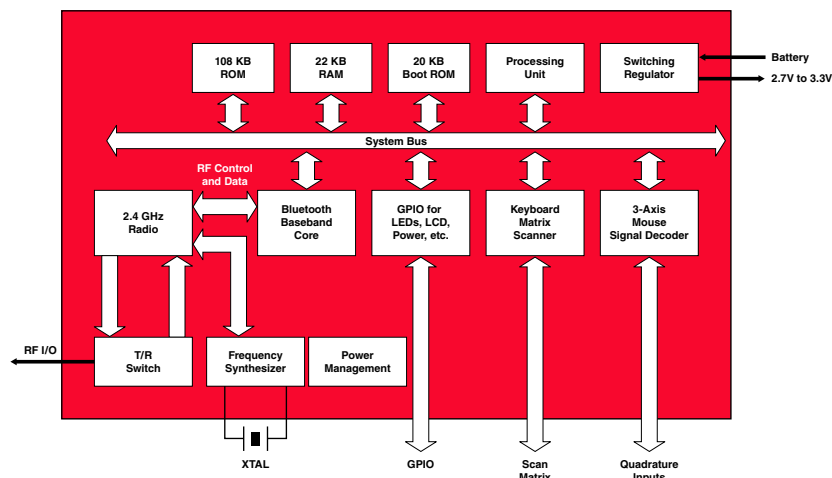 108 KB
ROM
22 KB
RAM
20 KB
Boot ROM
Processing
Unit
Switching
Regulator
Battery
2.7V to 3.3V
System Bus
RF Control
and Data
2.4 GHz
Radio
Bluetooth
Baseband
Core
GPIO for
LEDs, LCD,
Power, etc.
Keyboard
Matrix
Scanner
3-Axis
Mouse
Signal Decoder
RF I/O
T/R
Switch
Frequency
Synthesizer
Power
Management
XTAL
GPIO
Scan
Matrix
Quadrature
Inputs